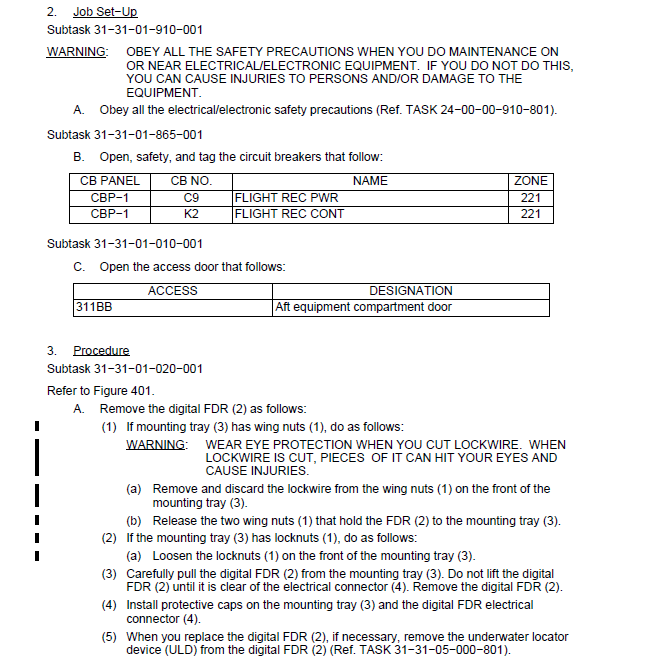 2. Job Set−Up
Subtask 31−31−01−910−001
WARNING: OBEY ALL THE SAFETY PRECAUTIONS WHEN YOU DO MAINTENANCE ON
OR NEAR ELECTRICAL/ELECTRONIC EQUIPMENT. IF YOU DO NOT DO THIS,
YOU CAN CAUSE INJURIES TO PERSONS AND/OR DAMAGE TO THE
EQUIPMENT.
A. Obey all the electrical/electronic safety precautions (Ref. TASK 24−00−00−910−801).
Subtask 31−31−01−865−001
B. Open, safety, and tag the circuit breakers that follow:
CB PANEL CB NO. NAME ZONE
CBP−1 C9 FLIGHT REC PWR 221
CBP−1 K2 FLIGHT REC CONT 221
Subtask 31−31−01−010−001
C. Open the access door that follows:
ACCESS DESIGNATION
311BB Aft equipment compartment door
3. Procedure
Subtask 31−31−01−020−001
Refer to Figure 401.
A. Remove the digital FDR (2) as follows:
(1) If mounting tray (3) has wing nuts (1), do as follows:
WARNING: WEAR EYE PROTECTION WHEN YOU CUT LOCKWIRE. WHEN
LOCKWIRE IS CUT, PIECES OF IT CAN HIT YOUR EYES AND
CAUSE INJURIES.
(a) Remove and discard the lockwire from the wing nuts (1) on the front of the
mounting tray (3).
(b) Release the two wing nuts (1) that hold the FDR (2) to the mounting tray (3).
(2) If the mounting tray (3) has locknuts (1), do as follows:
(a) Loosen the locknuts (1) on the front of the mounting tray (3).
(3) Carefully pull the digital FDR (2) from the mounting tray (3). Do not lift the digital
FDR (2) until it is clear of the electrical connector (4). Remove the digital FDR (2).
(4) Install protective caps on the mounting tray (3) and the digital FDR electrical
connector (4).
(5) When you replace the digital FDR (2), if necessary, remove the underwater locator
device (ULD) from the digital FDR (2) (Ref. TASK 31−31−05−000−801).